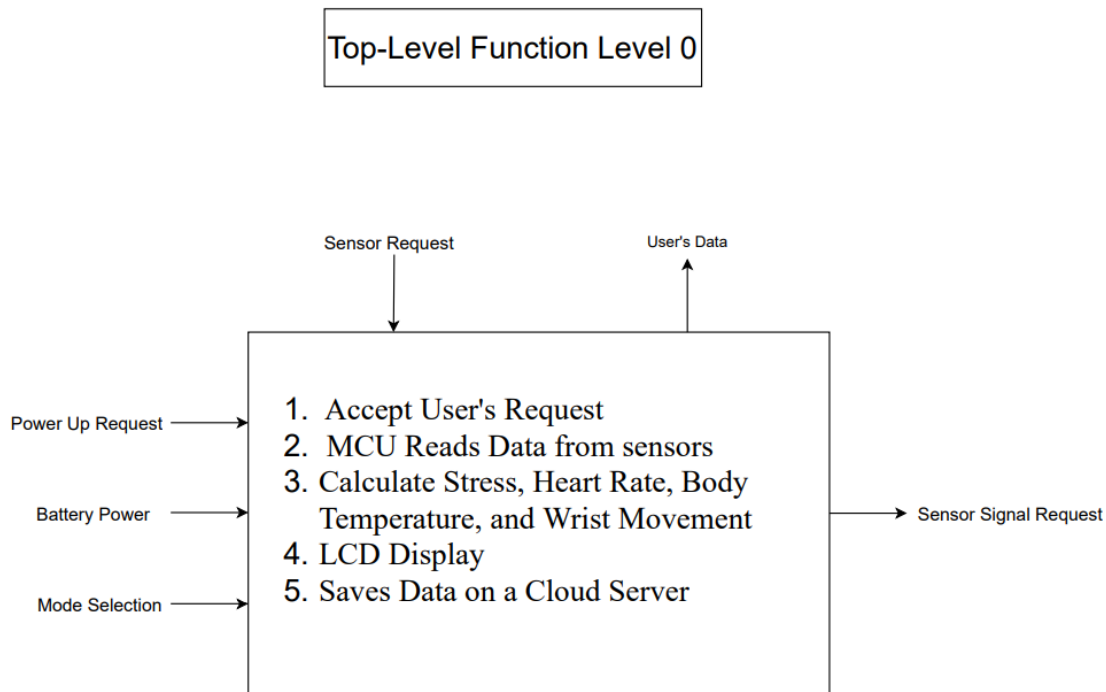 Top-Level Function Level 0
Sensor Request
User's Data
Power Up Request
Battery Power
Mode Selection
1. Accept User's Request
2. MCU Reads Data from sensors
3. Calculate Stress, Heart Rate, Body
Temperature, and Wrist Movement
4. LCD Display
5. Saves Data on a Cloud Server
Sensor Signal Request